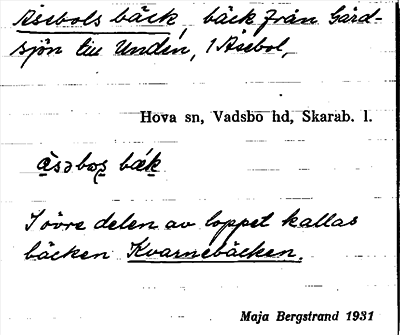 Åsebols bäck, bäck från Gård-
sjön till Unden, 1 Åsebol,
Hova sn, Vadsbo hd, Skarab. l.
I övre delen av loppet kallas
bäcken Kvarnebäcken.
Maja Bergstrand 1931